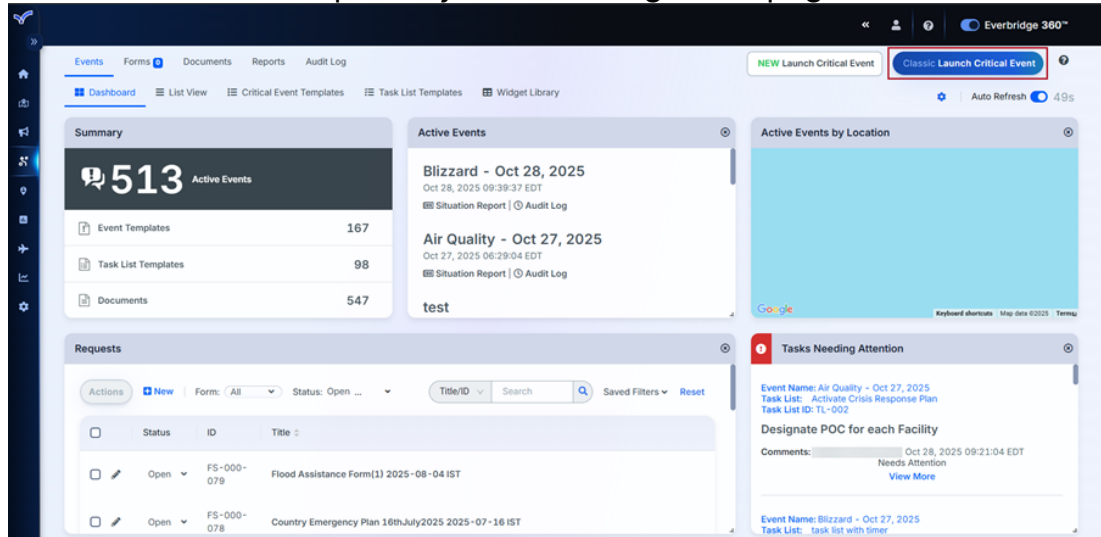 Everbridge 360™
Events Forms 0 Documents Reports Audit Log
NEW Launch Critical Event Classic Launch Critical Event
Dashboard List View Critical Event Templates Task List Templates Widget Library
Auto Refresh 49s
Summary
513 Active Events
Event Templates 167
Task List Templates 98
Documents 547
Active Events
Blizzard - Oct 28, 2025
Oct 28, 2025 09:39:37 EDT
Situation Report | Audit Log
Air Quality - Oct 27, 2025
Oct 27, 2025 06:29:04 EDT
Situation Report | Audit Log
test
Active Events by Location
Google
Keyboard shortcuts Map data ©2025 Terms
Requests
Actions New Form: All Status: Open ... Title/ID Search Saved Filters Reset
Status ID Title
Open FS-000-079 Flood Assistance Form(1) 2025-08-04 IST
Open FS-000-078 Country Emergency Plan 16thJuly2025 2025-07-16 IST
Tasks Needing Attention
Event Name: Air Quality - Oct 27, 2025
Task List: Activate Crisis Response Plan
Task List ID: TL-002
Designate POC for each Facility
Comments: Oct 28, 2025 09:21:04 EDT
Needs Attention
View More
Event Name: Blizzard - Oct 27, 2025
Task List: task list with timer